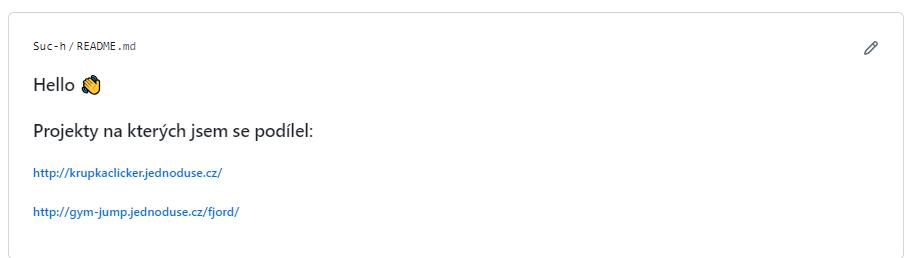 Suc-h/README.md
Hello 👋
Projekty na kterých jsem se podílel:
http://krupkaclicker.jednoduse.cz/
http://gym-jump.jednoduse.cz/fjord/